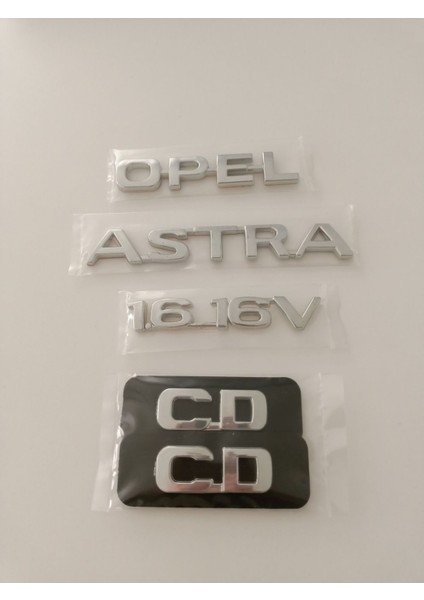 OPEL
ASTRA
1.6 16V
CD
CD